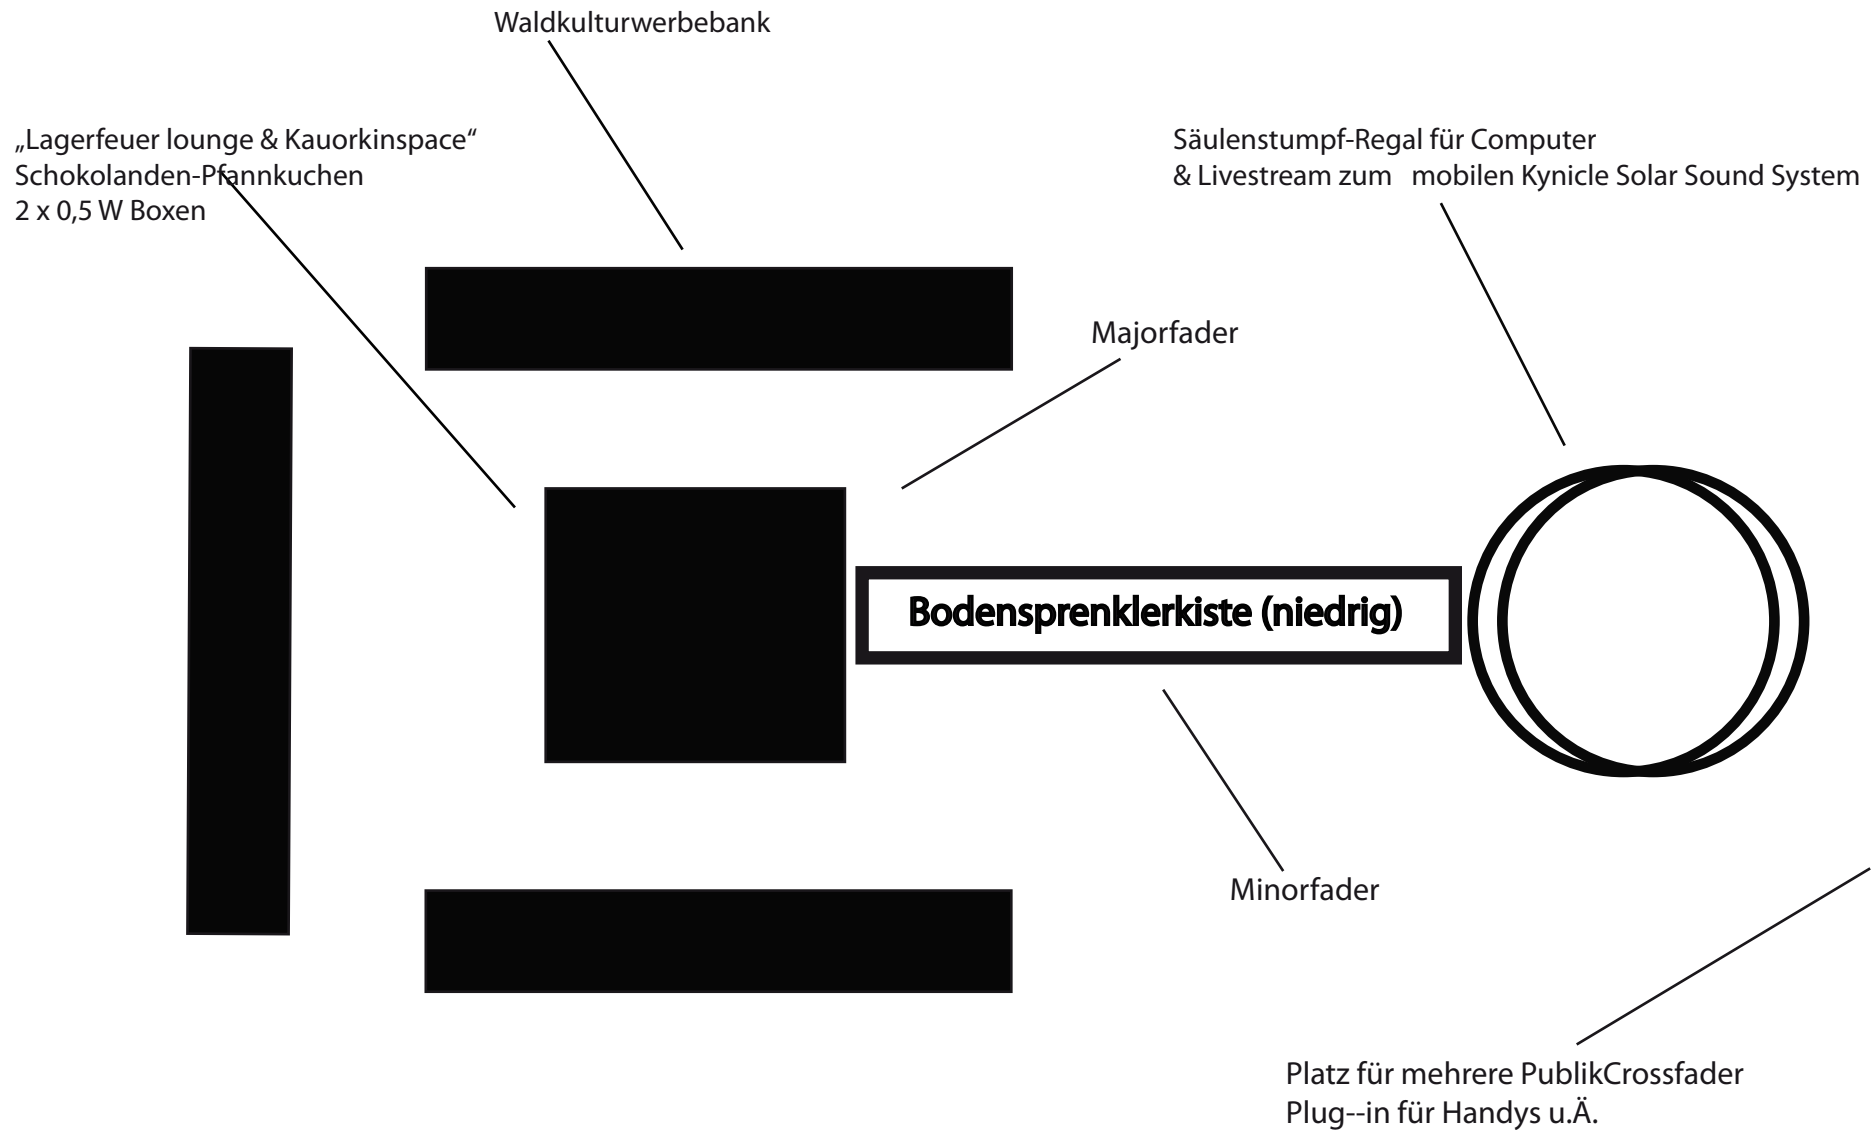 Waldkulturwerbebank
„Lagerfeuer lounge & Kauorkinspace“
Schokolanden-Pfannkuchen
2 x 0,5 W Boxen
Säulenstumpf-Regal für Computer
& Livestream zum mobilen Kynicle Solar Sound System
Majorfader
Bodensprenklerkiste (niedrig)
Minorfader
Platz für mehrere PublikCrossfader
Plug--in für Handys u.Ä.